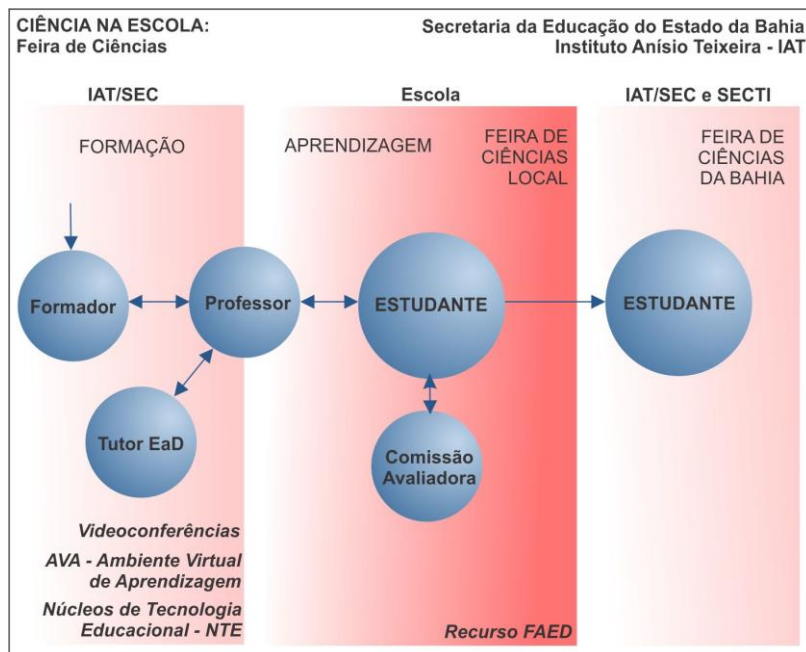 CIÊNCIA NA ESCOLA:
Feira de Ciências
Secretaria da Educação do Estado da Bahia
Instituto Anísio Teixeira - IAT
IAT/SEC
Escola
IAT/SEC e SECTI
FORMAÇÃO
APRENDIZAGEM
FEIRA DE
CIÊNCIAS
LOCAL
FEIRA DE
CIÊNCIAS
DA BAHIA
Formador
Professor
ESTUDANTE
ESTUDANTE
Tutor EaD
Comissão
Avaliadora
Videoconferências
AVA - Ambiente Virtual
de Aprendizagem
Núcleos de Tecnologia
Educacional - NTE
Recurso FAED